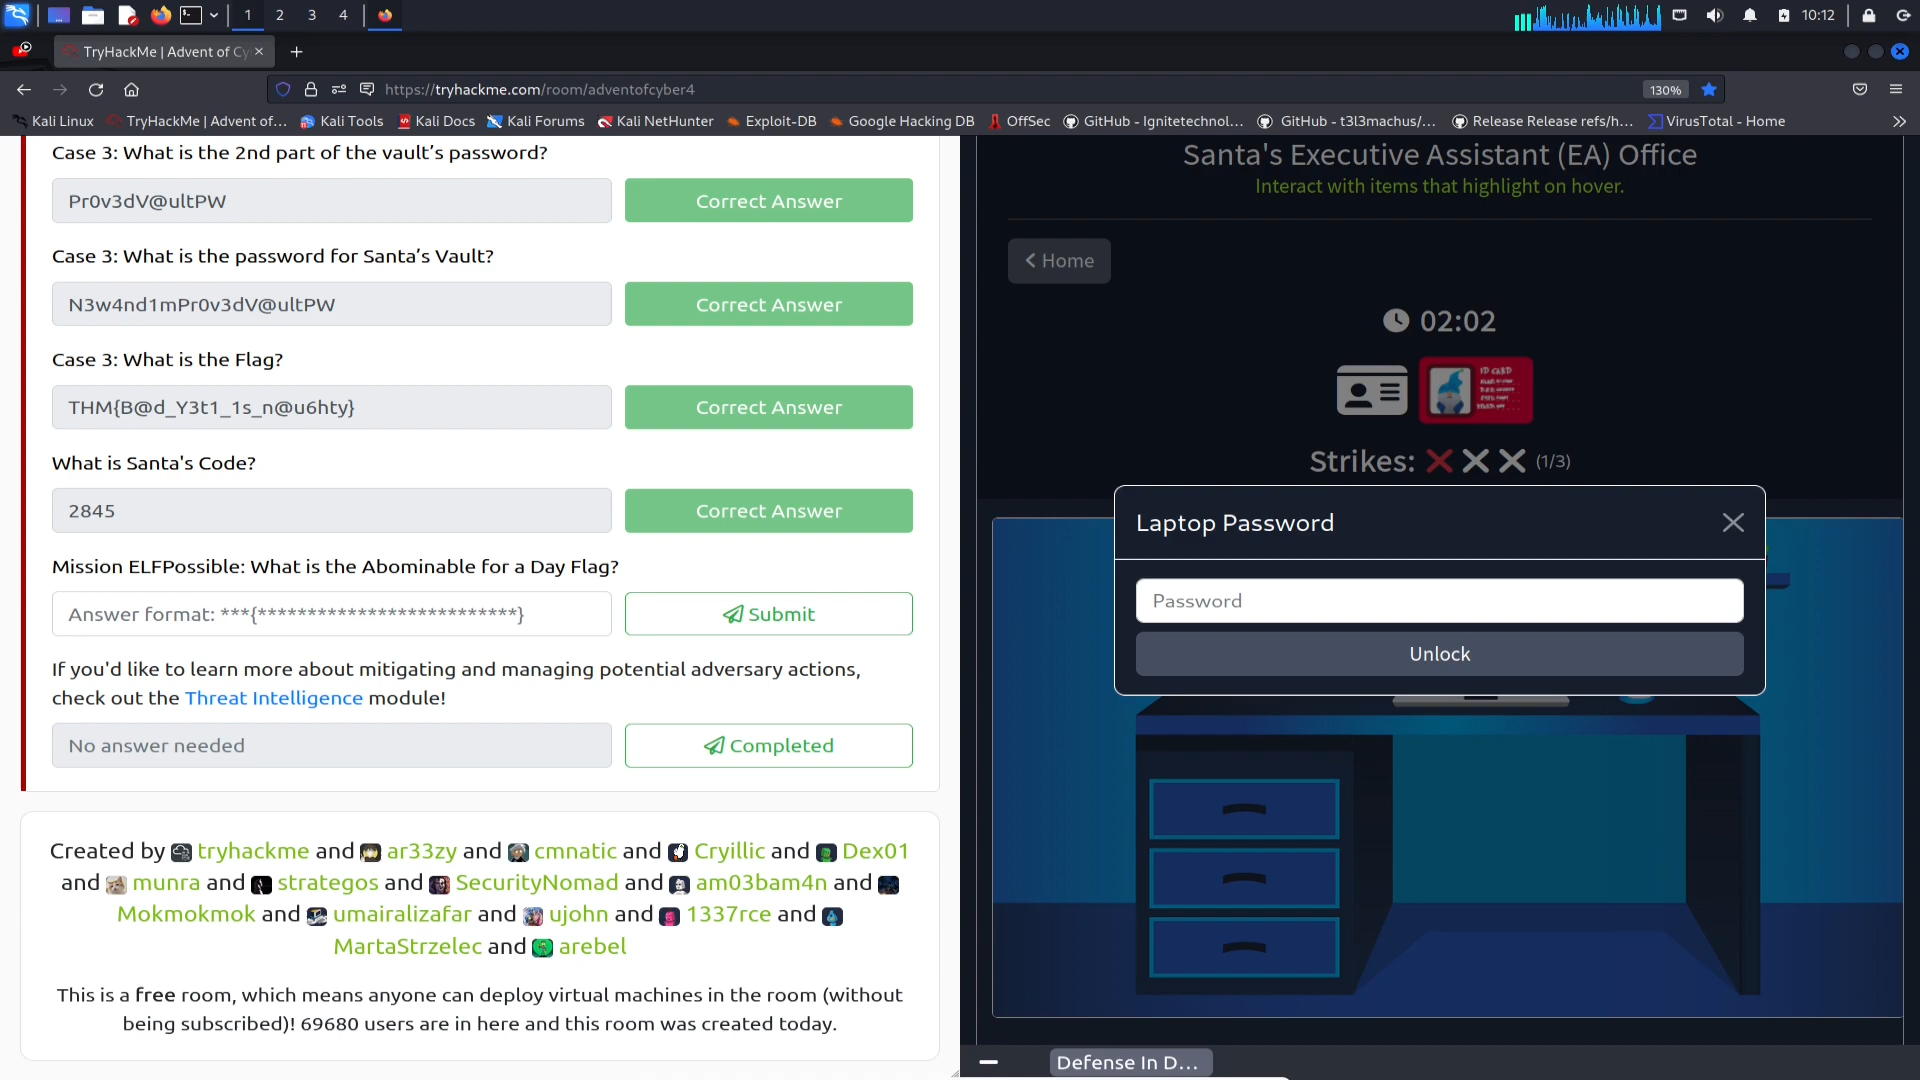 1 2 3 4 10:12
TryHackMe | Advent of Cy
https://tryhackme.com/room/adventofcyber4 130%
Kali Linux TryHackMe | Advent of... Kali Tools Kali Docs Kali Forums Kali NetHunter Exploit-DB Google Hacking DB OffSec GitHub - Ignitetechnol... GitHub - t3l3machus/... Release Release refs/h... VirusTotal - Home
Case 3: What is the 2nd part of the vault’s password?
Pr0v3dV@ultPW Correct Answer
Case 3: What is the password for Santa’s Vault?
N3w4nd1mPr0v3dV@ultPW Correct Answer
Case 3: What is the Flag?
THM{B@d_Y3t1_1s_n@u6hty} Correct Answer
What is Santa's Code?
2845 Correct Answer
Mission ELFPossible: What is the Abominable for a Day Flag?
Answer format: ***{**************************} Submit
If you'd like to learn more about mitigating and managing potential adversary actions,
check out the Threat Intelligence module!
No answer needed Completed
Created by tryhackme and ar33zy and cmnatic and Cryillic and Dex01
and munra and strategos and SecurityNomad and am03bam4n and
Mokmokmok and umairalizafar and ujohn and 1337rce and
MartaStrzelec and arebel
This is a free room, which means anyone can deploy virtual machines in the room (without
being subscribed)! 69680 users are in here and this room was created today.
Santa's Executive Assistant (EA) Office
Interact with items that highlight on hover.
Home
02:02
ID CARD
Strikes: (1/3)
Laptop Password
Password
Unlock
Defense In D...